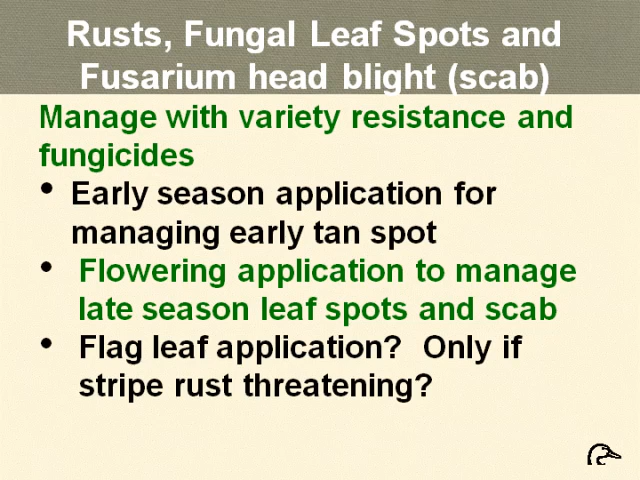 Rusts, Fungal Leaf Spots and
Fusarium head blight (scab)
Manage with variety resistance and
fungicides
• Early season application for
managing early tan spot
• Flowering application to manage
late season leaf spots and scab
• Flag leaf application?  Only if
stripe rust threatening?